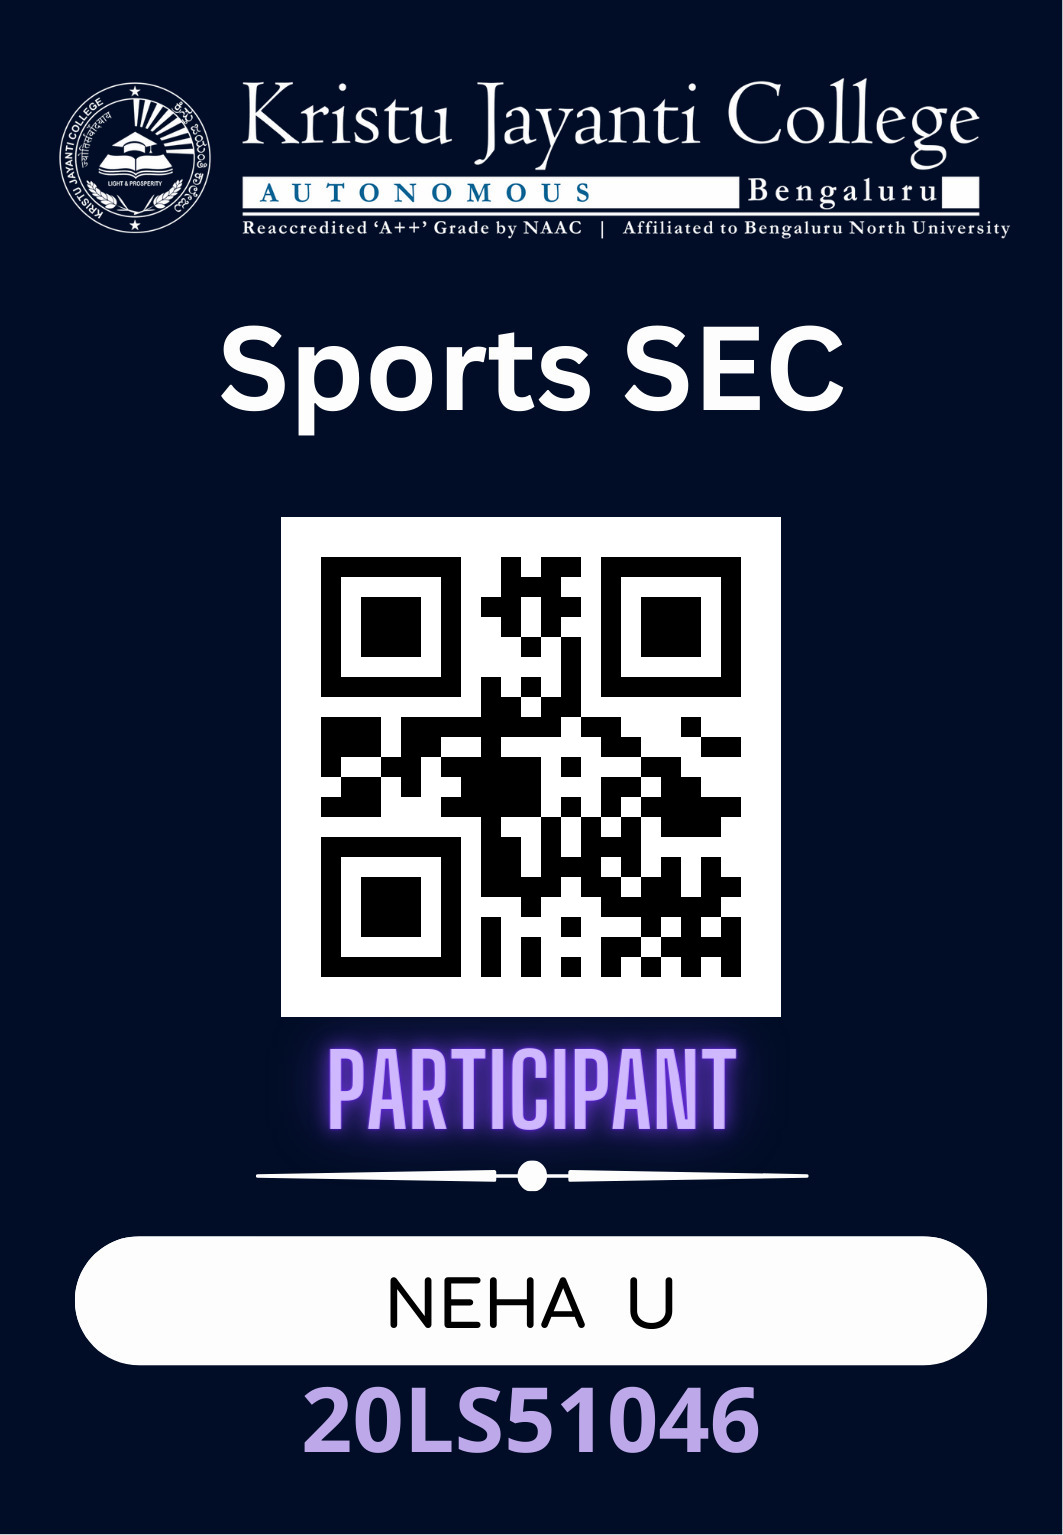 KRISTU JAYANTI COLLEGE
ಕ್ರಿಸ್ತು ಜಯಂತಿ ಕಾಲೇಜು
LIGHT & PROSPERITY
Kristu Jayanti College
AUTONOMOUS Bengaluru
Reaccredited ‘A++’ Grade by NAAC | Affiliated to Bengaluru North University
Sports SEC
PARTICIPANT
NEHA U
20LS51046